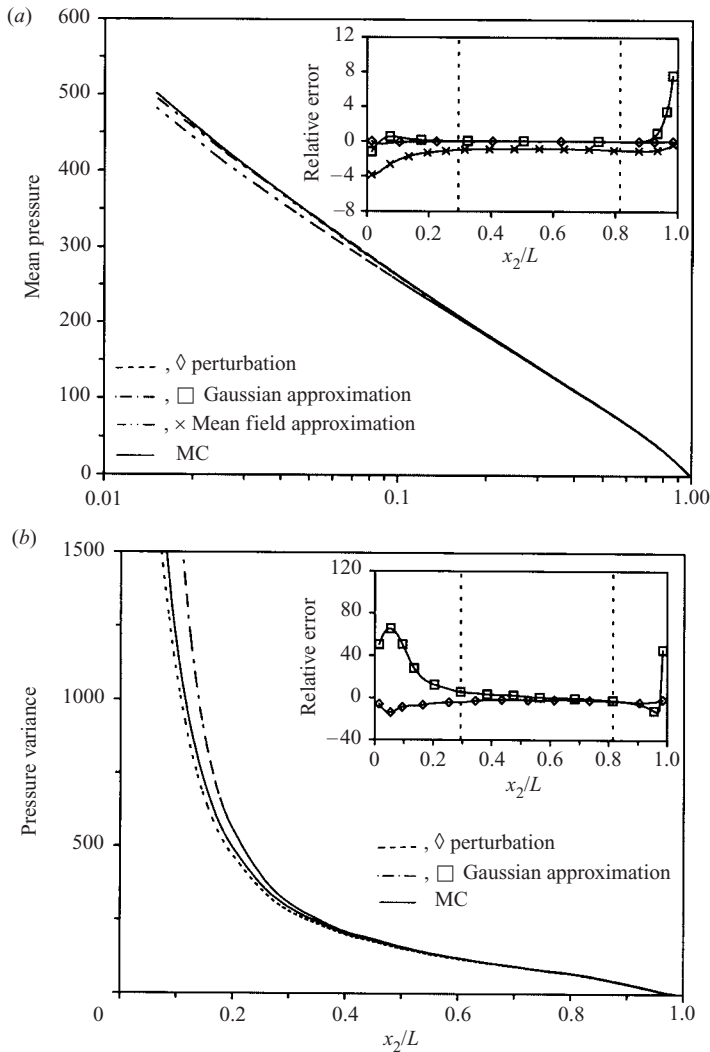 (a)
600
500
400
300
200
100
0
Mean pressure
0.01
0.1
1.00
12
8
4
0
−4
−8
Relative error
0
0.2
0.4
0.6
0.8
1.0
x₂/L
, ◊ perturbation
, □ Gaussian approximation
, × Mean field approximation
MC
(b)
1500
1000
500
0
Pressure variance
0.2
0.4
0.6
0.8
1.0
x₂/L
120
80
40
0
−40
Relative error
0
0.2
0.4
0.6
0.8
1.0
x₂/L
, ◊ perturbation
, □ Gaussian approximation
MC